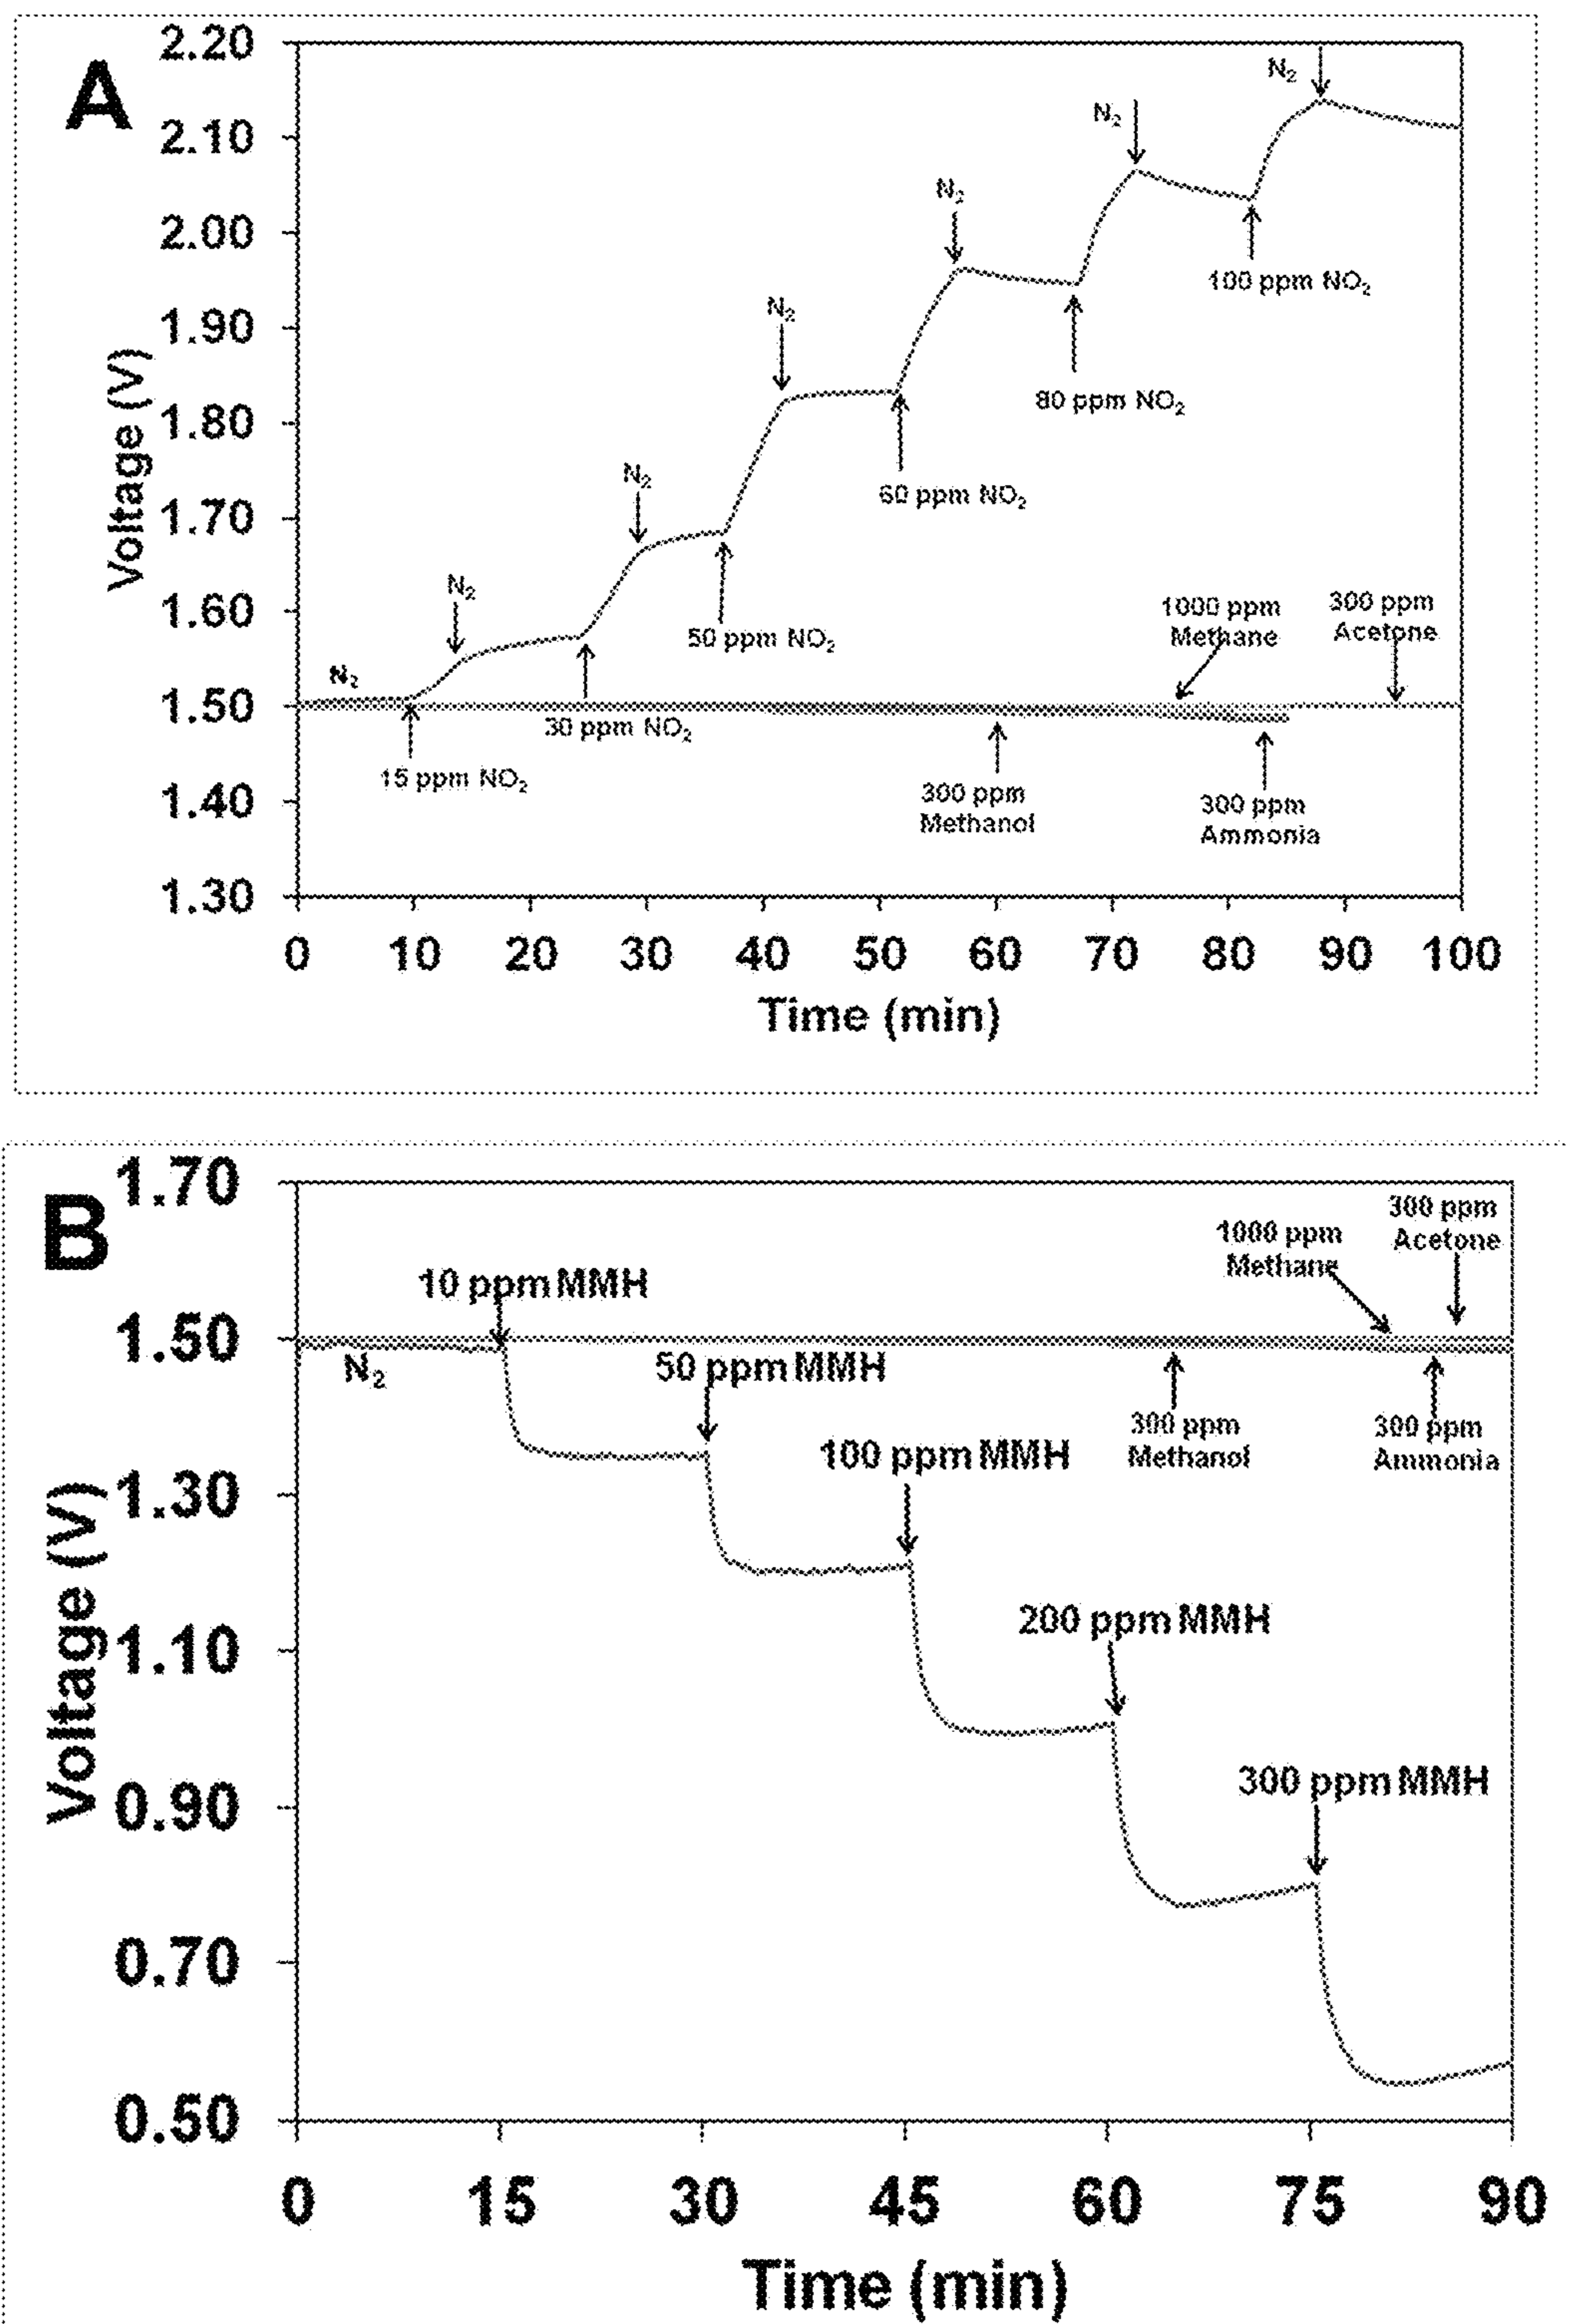 A
2.20
2.10
2.00
1.90
1.80
1.70
1.60
1.50
1.40
1.30
Voltage (V)
N2
N2
N2
N2
N2
N2
N2
15 ppm NO2
30 ppm NO2
50 ppm NO2
60 ppm NO2
80 ppm NO2
100 ppm NO2
1000 ppm
Methane
300 ppm
Acetone
300 ppm
Methanol
300 ppm
Ammonia
0 10 20 30 40 50 60 70 80 90 100
Time (min)
B
1.70
1.50
1.30
1.10
0.90
0.70
0.50
Voltage (V)
N2
10 ppm MMH
50 ppm MMH
100 ppm MMH
200 ppm MMH
300 ppm MMH
1000 ppm
Methane
300 ppm
Acetone
300 ppm
Methanol
300 ppm
Ammonia
0 15 30 45 60 75 90
Time (min)